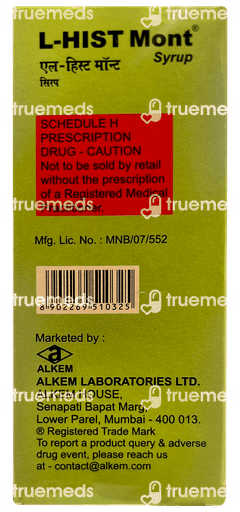 L-HIST Mont®
Syrup
एल-हिस्ट मॉन्ट
सिरप
SCHEDULE H
PRESCRIPTION
DRUG - CAUTION
Not to be sold by retail
without the prescription
of a Registered Medical
Practitioner.
Mfg. Lic. No. : MNB/07/552
8 902269 510325
Marketed by :
ALKEM
ALKEM LABORATORIES LTD.
ALKEM HOUSE,
Senapati Bapat Marg,
Lower Parel, Mumbai - 400 013.
® Registered Trade Mark
To report a product query & adverse
drug event, please reach us
at - contact@alkem.com
truemeds